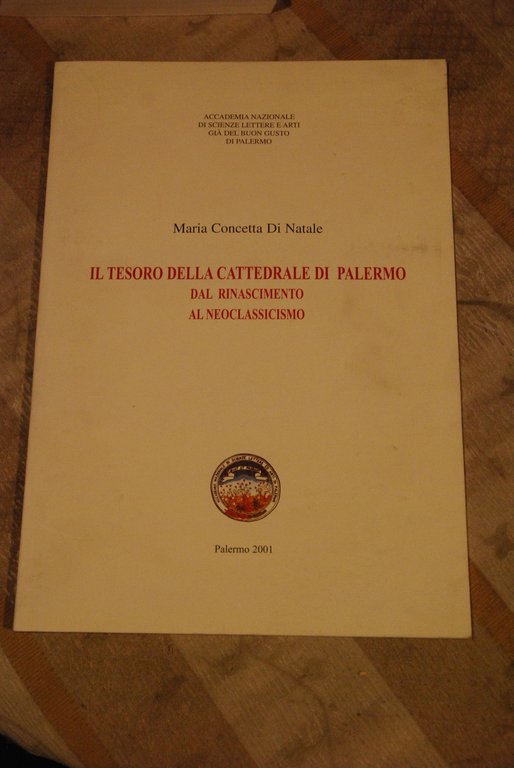 ACCADEMIA NAZIONALE
DI SCIENZE LETTERE E ARTI
GIÀ DEL BUON GUSTO
DI PALERMO
Maria Concetta Di Natale
IL TESORO DELLA CATTEDRALE DI PALERMO
DAL RINASCIMENTO
AL NEOCLASSICISMO
Palermo 2001